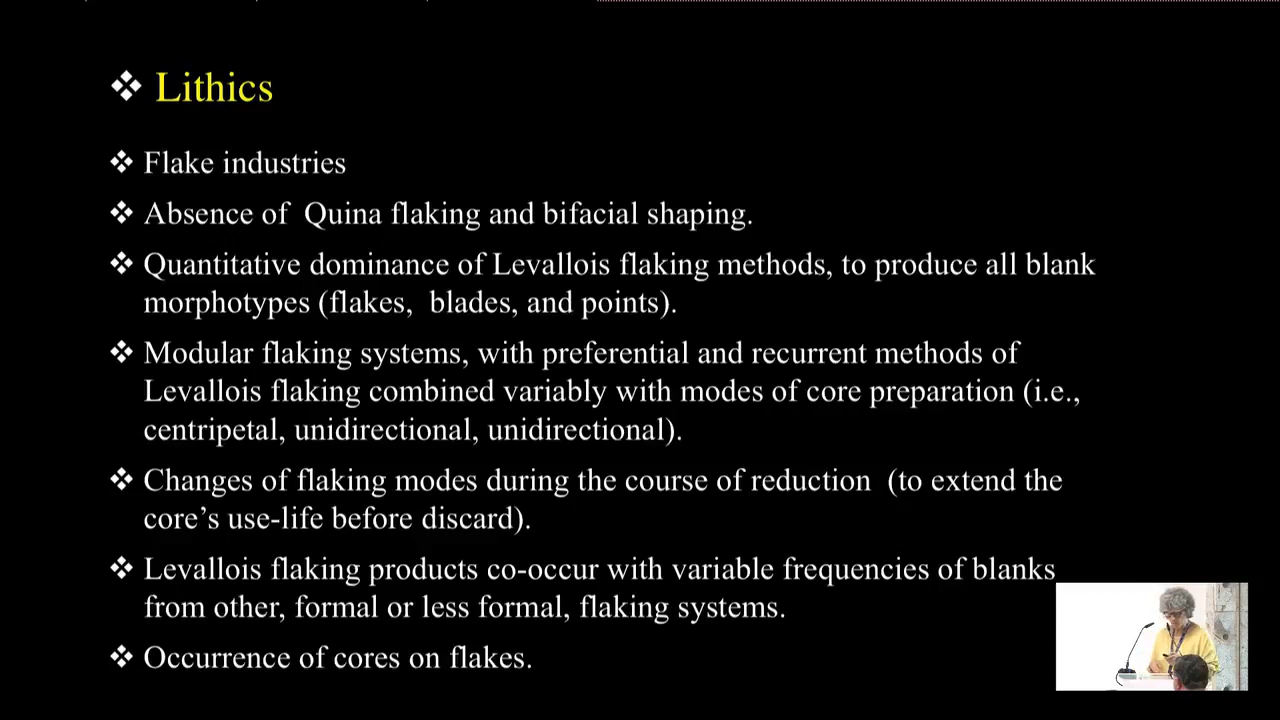 ❖ Lithics
❖ Flake industries
❖ Absence of  Quina flaking and bifacial shaping.
❖ Quantitative dominance of Levallois flaking methods, to produce all blank
morphotypes (flakes,  blades, and points).
❖ Modular flaking systems, with preferential and recurrent methods of
Levallois flaking combined variably with modes of core preparation (i.e.,
centripetal, unidirectional, unidirectional).
❖ Changes of flaking modes during the course of reduction  (to extend the
core’s use-life before discard).
❖ Levallois flaking products co-occur with variable frequencies of blanks
from other, formal or less formal, flaking systems.
❖ Occurrence of cores on flakes.